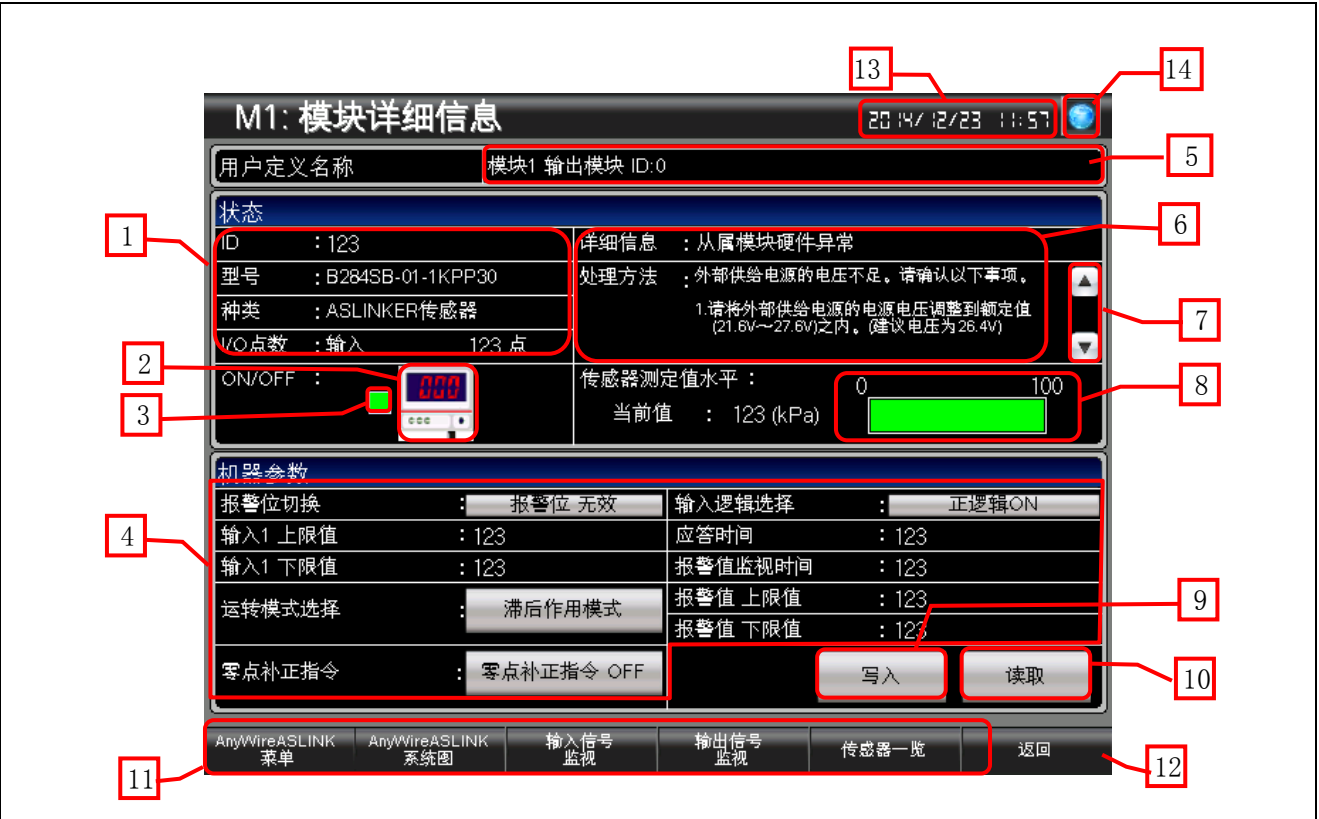 13
14
M1: 模块详细信息
2014/12/23 11:57
用户定义名称
模块1 输出模块 ID:0
5
状态
1
6
ID : 123
详细信息 : 从属模块硬件异常
型号 : B284SB-01-1KPP30
处理方法 : 外部供给电源的电压不足。请确认以下事项。
种类 : ASLINKER传感器
1.请将外部供给电源的电源电压调整到额定值
(21.6V～27.6V)之内。(建议电压为26.4V)
7
I/O点数 : 输入 123 点
2
ON/OFF :
000
传感器测定值水平 :
0 100
8
3
当前值 : 123 (kPa)
机器参数
4
报警位切换 : 报警位 无效
输入逻辑选择 : 正逻辑ON
输入1 上限值 : 123
应答时间 : 123
输入1 下限值 : 123
报警值监视时间 : 123
运转模式选择 : 滞后作用模式
报警值 上限值 : 123
9
报警值 下限值 : 123
零点补正指令 : 零点补正指令 OFF
写入
读取
10
AnyWireASLINK
菜单
AnyWireASLINK
系统图
输入信号
监视
输出信号
监视
传感器一览
返回
11
12